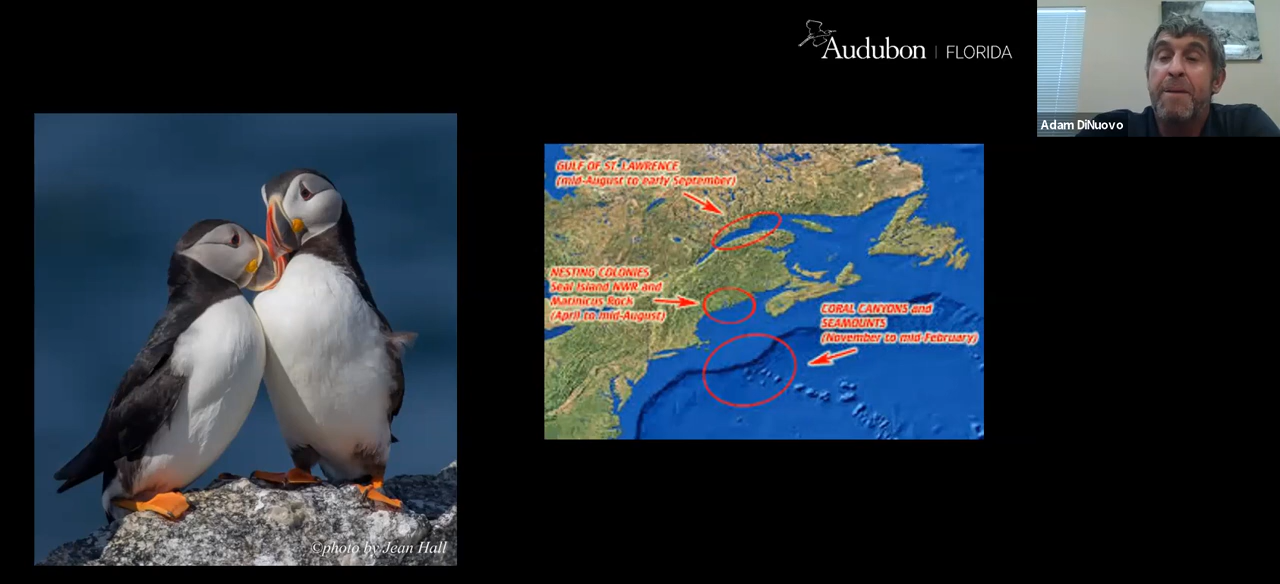 Audubon | FLORIDA
Adam DiNuovo
GULF OF ST. LAWRENCE
(mid-August to early September)
NESTING COLONIES
Seal Island NWR and
Matinicus Rock
(April to mid-August)
CORAL CANYONS and
SEAMOUNTS
(November to mid-February)
©photo by Jean Hall